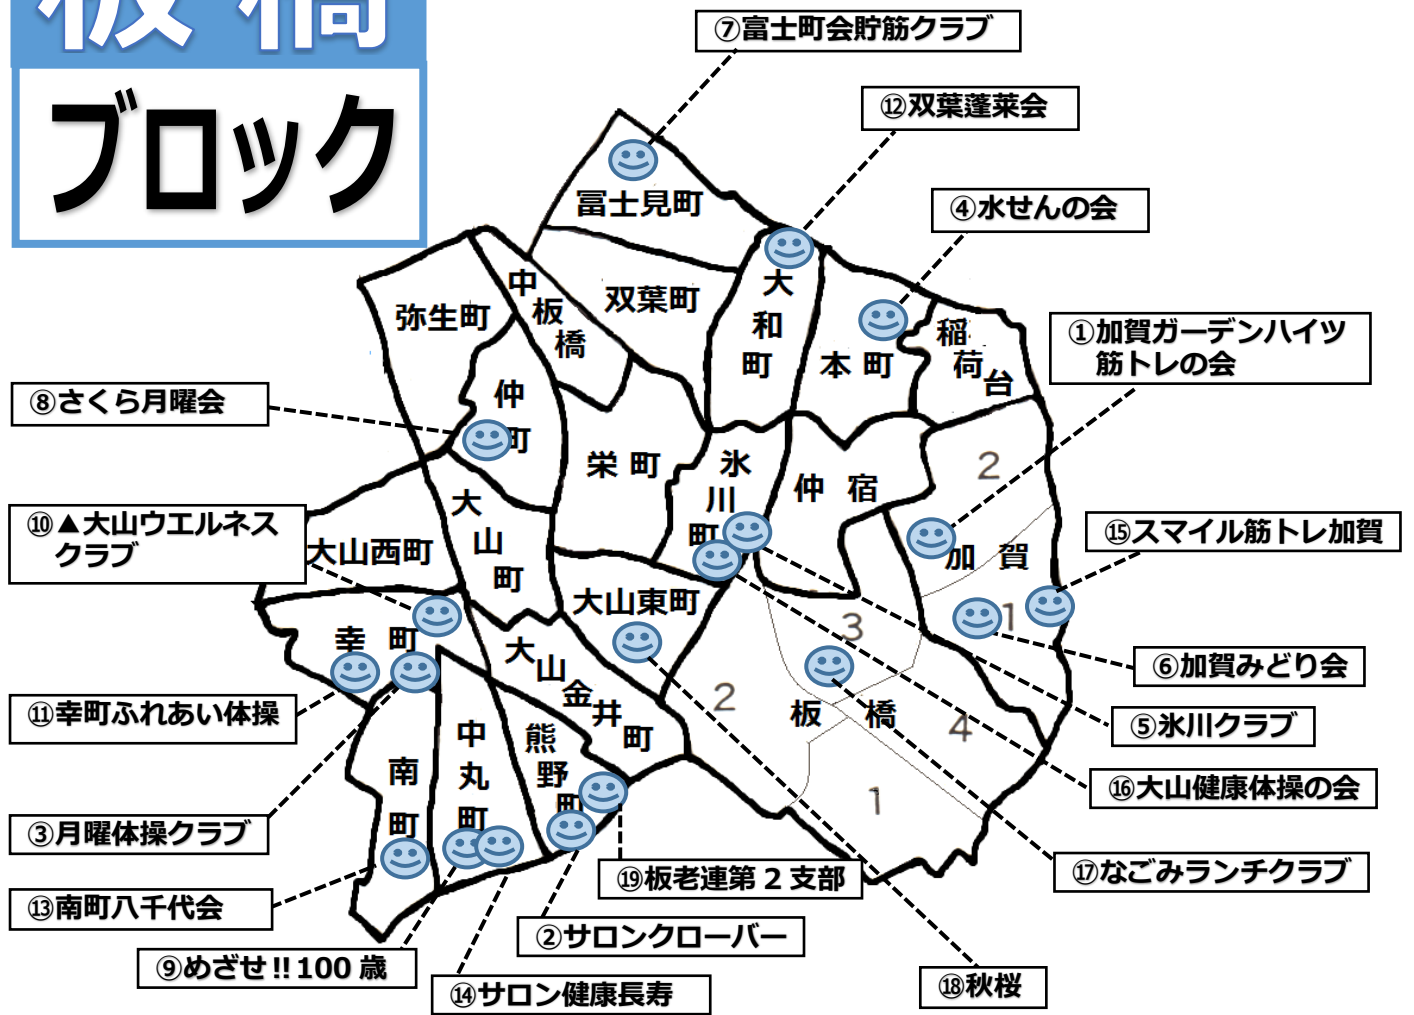 板橋
ブロック
⑦富士町会貯筋クラブ
⑫双葉蓬莱会
④水せんの会
①加賀ガーデンハイツ
筋トレの会
⑧さくら月曜会
⑩▲大山ウエルネス
クラブ
⑮スマイル筋トレ加賀
⑥加賀みどり会
⑤氷川クラブ
⑯大山健康体操の会
⑰なごみランチクラブ
⑪幸町ふれあい体操
③月曜体操クラブ
⑬南町八千代会
⑨めざせ!!100歳
⑭サロン健康長寿
②サロンクローバー
⑲板老連第2支部
⑱秋桜
冨士見町
双葉町
中板橋
弥生町
大和町
本町
稲荷台
仲町
栄町
氷川町
仲宿
2
加賀
1
大山西町
大山町
大山東町
3
幸町
大山金井町
2
板橋
4
1
南町
中丸町
熊野町